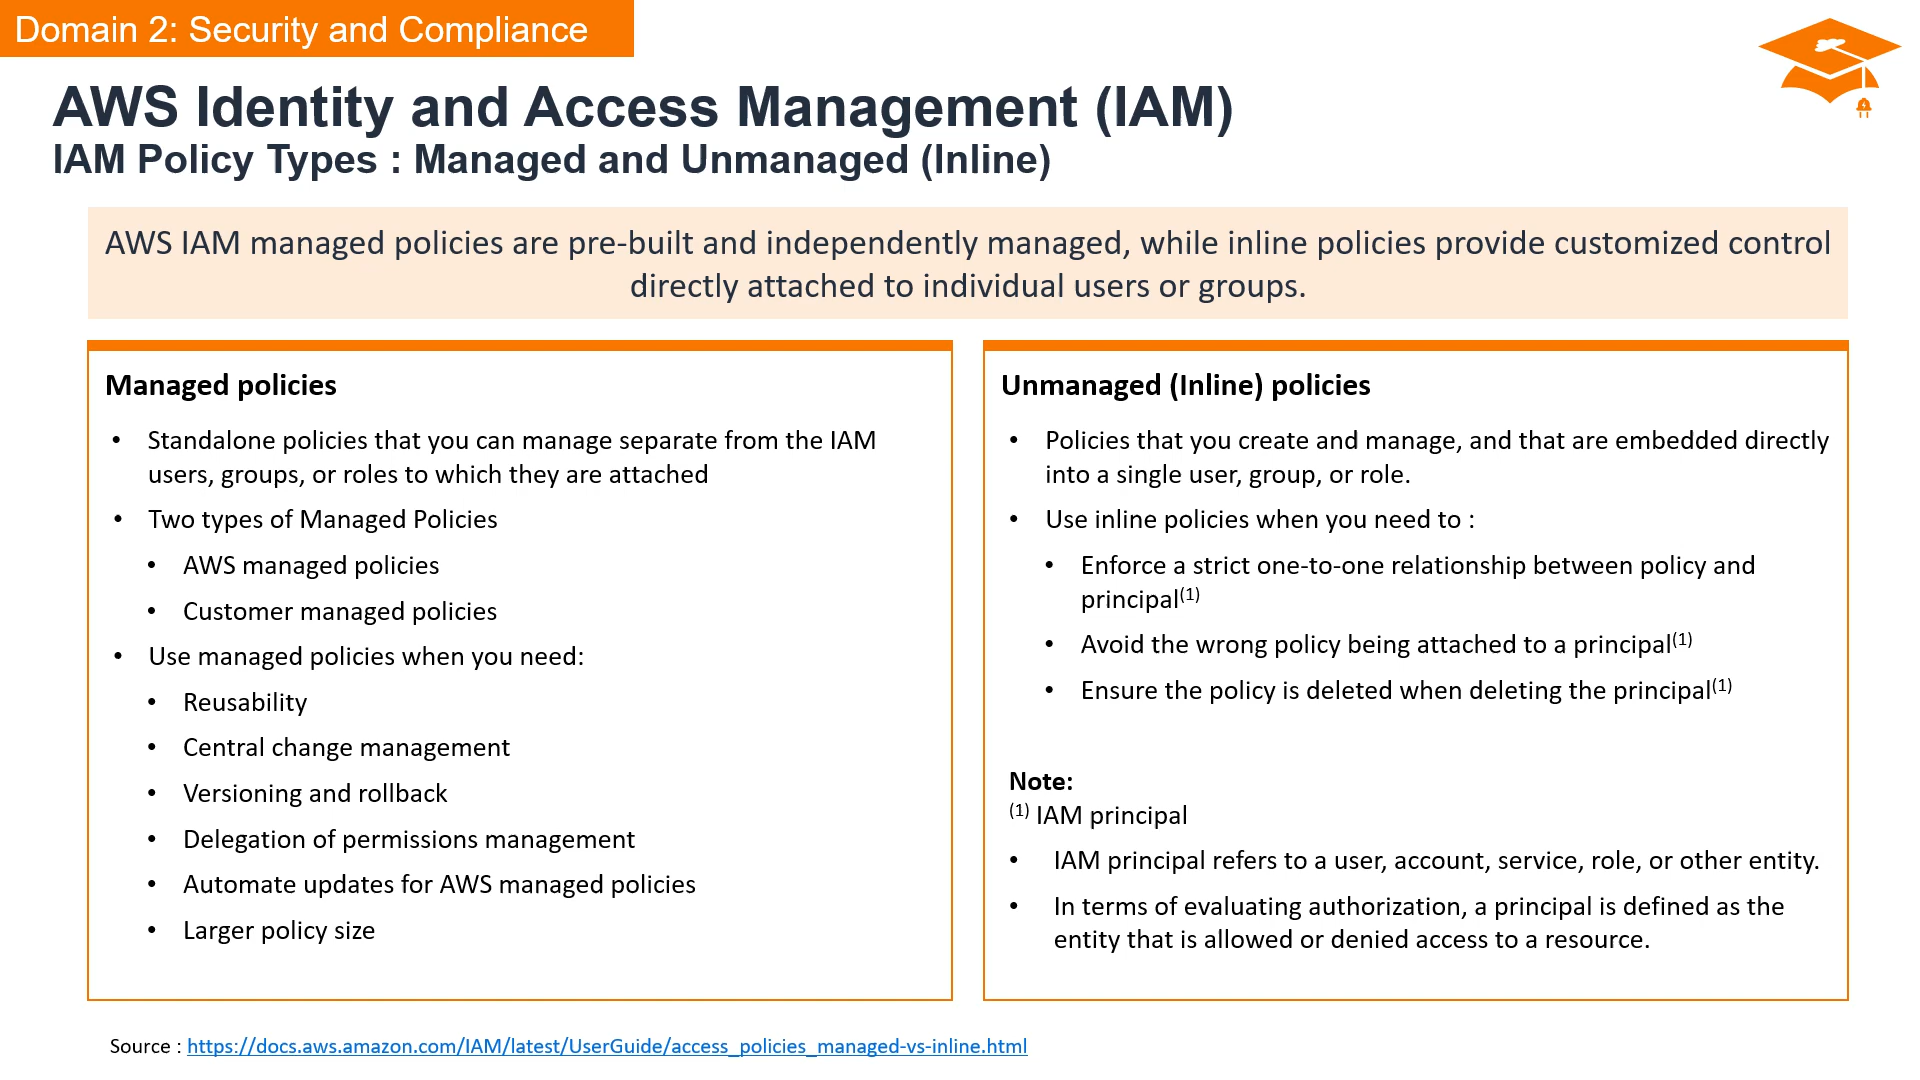 Domain 2: Security and Compliance
AWS Identity and Access Management (IAM)
IAM Policy Types : Managed and Unmanaged (Inline)
AWS IAM managed policies are pre-built and independently managed, while inline policies provide customized control
directly attached to individual users or groups.
Managed policies
• Standalone policies that you can manage separate from the IAM
users, groups, or roles to which they are attached
• Two types of Managed Policies
• AWS managed policies
• Customer managed policies
• Use managed policies when you need:
• Reusability
• Central change management
• Versioning and rollback
• Delegation of permissions management
• Automate updates for AWS managed policies
• Larger policy size
Unmanaged (Inline) policies
• Policies that you create and manage, and that are embedded directly
into a single user, group, or role.
• Use inline policies when you need to :
• Enforce a strict one-to-one relationship between policy and
principal(1)
• Avoid the wrong policy being attached to a principal(1)
• Ensure the policy is deleted when deleting the principal(1)
Note:
(1) IAM principal
• IAM principal refers to a user, account, service, role, or other entity.
• In terms of evaluating authorization, a principal is defined as the
entity that is allowed or denied access to a resource.
Source : https://docs.aws.amazon.com/IAM/latest/UserGuide/access_policies_managed-vs-inline.html